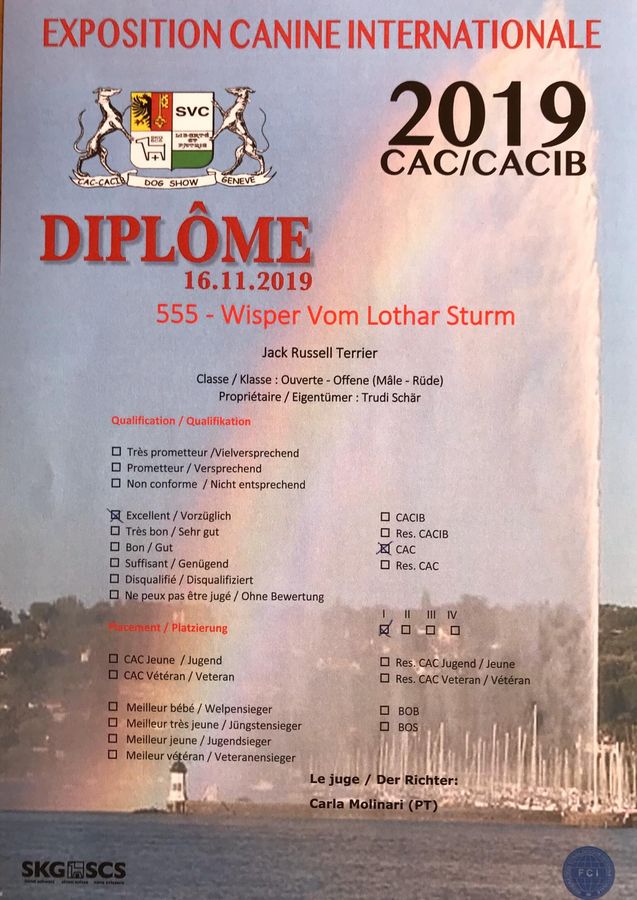 EXPOSITION CANINE INTERNATIONALE
SVC
LIBERTÉ
ET
PATRIE
CAC-CACIB DOG SHOW GENEVE
2019
CAC/CACIB
DIPLÔME
16.11.2019
555 - Wisper Vom Lothar Sturm
Jack Russell Terrier
Classe / Klasse : Ouverte - Offene (Mâle - Rüde)
Propriétaire / Eigentümer : Trudi Schär
Qualification / Qualifikation
Très prometteur /Vielversprechend
Prometteur / Versprechend
Non conforme / Nicht entsprechend
Excellent / Vorzüglich
Très bon / Sehr gut
Bon / Gut
Suffisant / Genügend
Disqualifié / Disqualifiziert
Ne peux pas être jugé / Ohne Bewertung
CACIB
Res. CACIB
CAC
Res. CAC
I II III IV
Placement / Platzierung
CAC Jeune / Jugend
CAC Vétéran / Veteran
Res. CAC Jugend / Jeune
Res. CAC Veteran / Vétéran
Meilleur bébé / Welpensieger
Meilleur très jeune / Jüngstensieger
Meilleur jeune / Jugendsieger
Meileur vétéran / Veteranensieger
BOB
BOS
Le juge / Der Richter:
Carla Molinari (PT)
SKG SCS
FCI